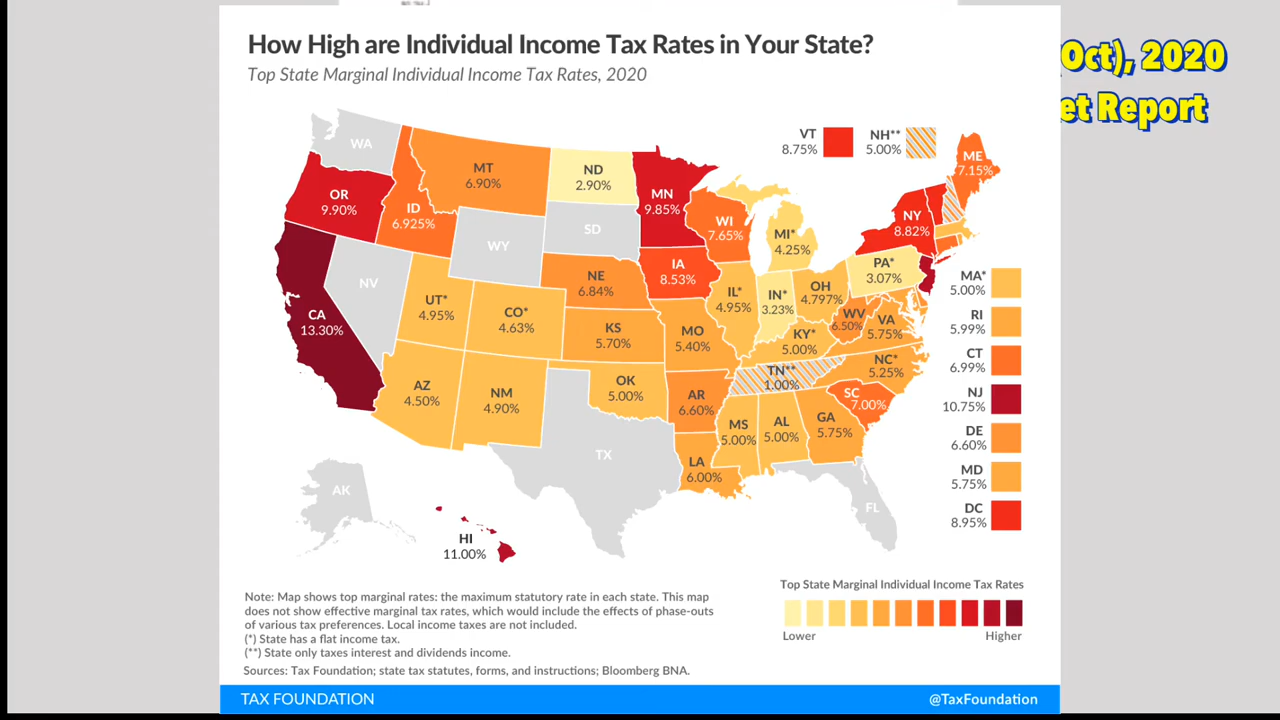 How High are Individual Income Tax Rates in Your State?
Top State Marginal Individual Income Tax Rates, 2020
Oct), 2020
et Report
WA
OR
9.90%
CA
13.30%
NV
ID
6.925%
MT
6.90%
WY
UT*
4.95%
AZ
4.50%
CO*
4.63%
NM
4.90%
ND
2.90%
SD
NE
6.84%
KS
5.70%
OK
5.00%
TX
MN
9.85%
IA
8.53%
MO
5.40%
AR
6.60%
LA
6.00%
WI
7.65%
IL*
4.95%
MI*
4.25%
IN*
3.23%
OH
4.797%
KY*
5.00%
TN**
1.00%
MS
5.00%
AL
5.00%
GA
5.75%
FL
SC
7.00%
NC*
5.25%
VA
5.75%
WV
6.50%
PA*
3.07%
NY
8.82%
ME
7.15%
VT
8.75%
NH**
5.00%
MA*
5.00%
RI
5.99%
CT
6.99%
NJ
10.75%
DE
6.60%
MD
5.75%
DC
8.95%
AK
HI
11.00%
Top State Marginal Individual Income Tax Rates
Lower
Higher
Note: Map shows top marginal rates: the maximum statutory rate in each state. This map
does not show effective marginal tax rates, which would include the effects of phase-outs
of various tax preferences. Local income taxes are not included.
(*) State has a flat income tax.
(**) State only taxes interest and dividends income.
Sources: Tax Foundation; state tax statutes, forms, and instructions; Bloomberg BNA.
TAX FOUNDATION
@TaxFoundation